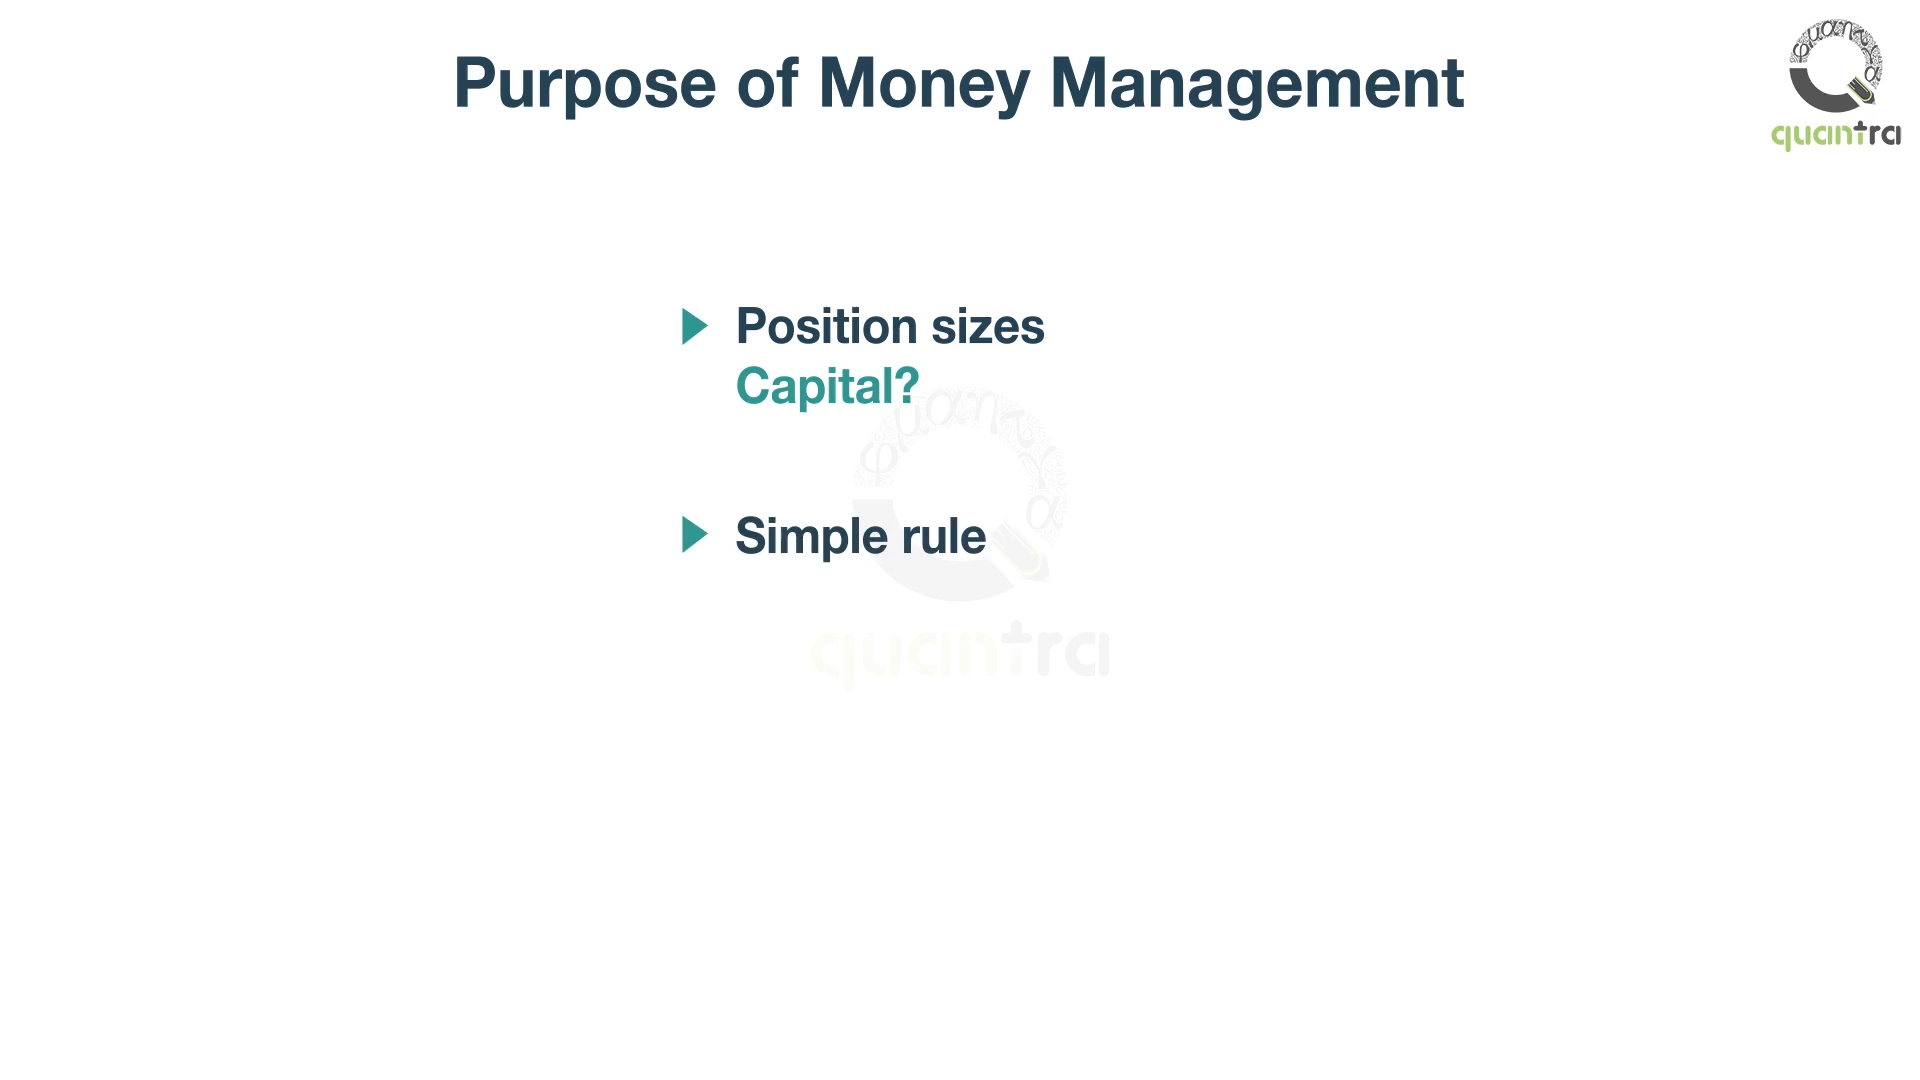 Purpose of Money Management
quantra
Position sizes
Capital?
Simple rule
quantra